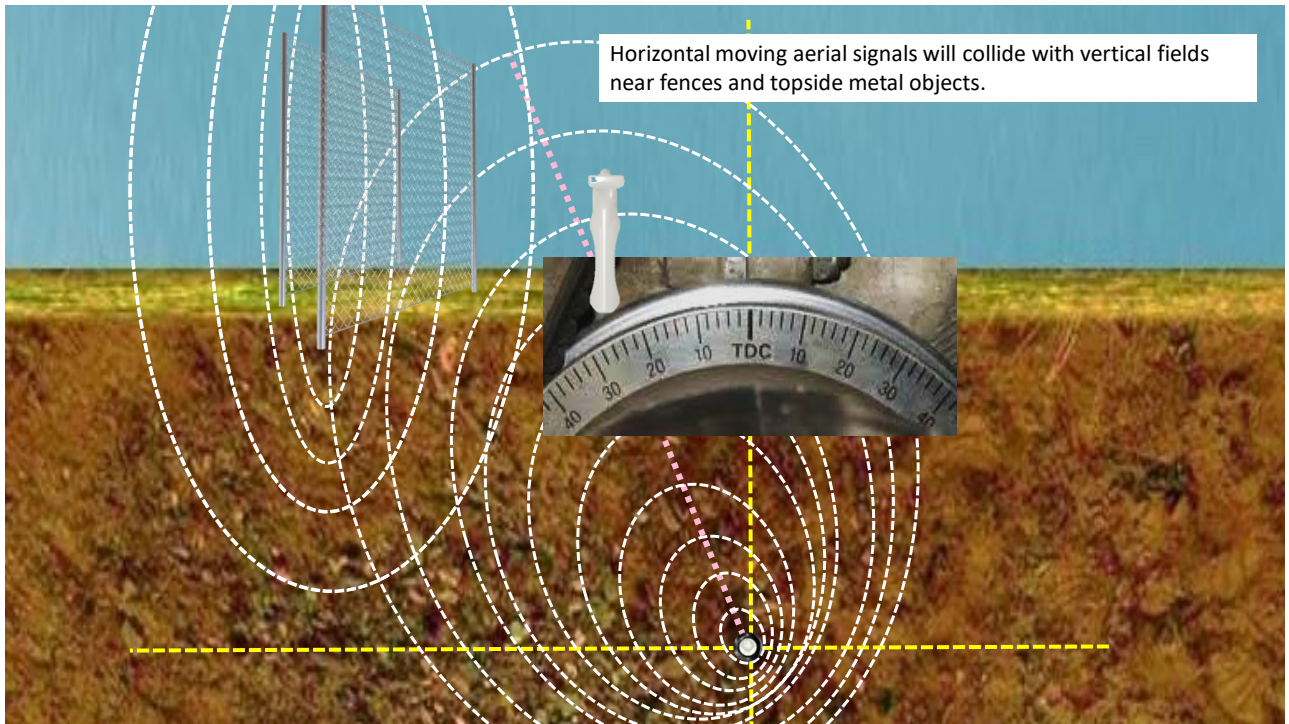 Horizontal moving aerial signals will collide with vertical fields
near fences and topside metal objects.
40 30 20 10 TDC 10 20 30 40